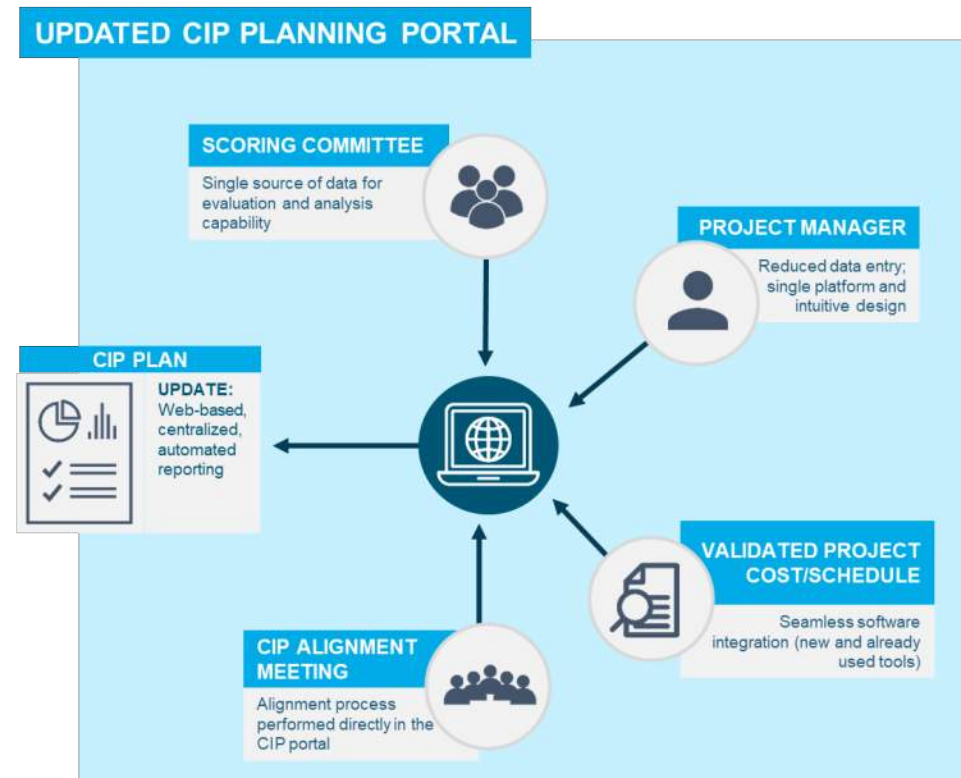 UPDATED CIP PLANNING PORTAL
SCORING COMMITTEE
Single source of data for
evaluation and analysis
capability
PROJECT MANAGER
Reduced data entry;
single platform and
intuitive design
CIP PLAN
UPDATE:
Web-based,
centralized,
automated
reporting
VALIDATED PROJECT
COST/SCHEDULE
Seamless software
integration (new and already
used tools)
CIP ALIGNMENT
MEETING
Alignment process
performed directly in the
CIP portal